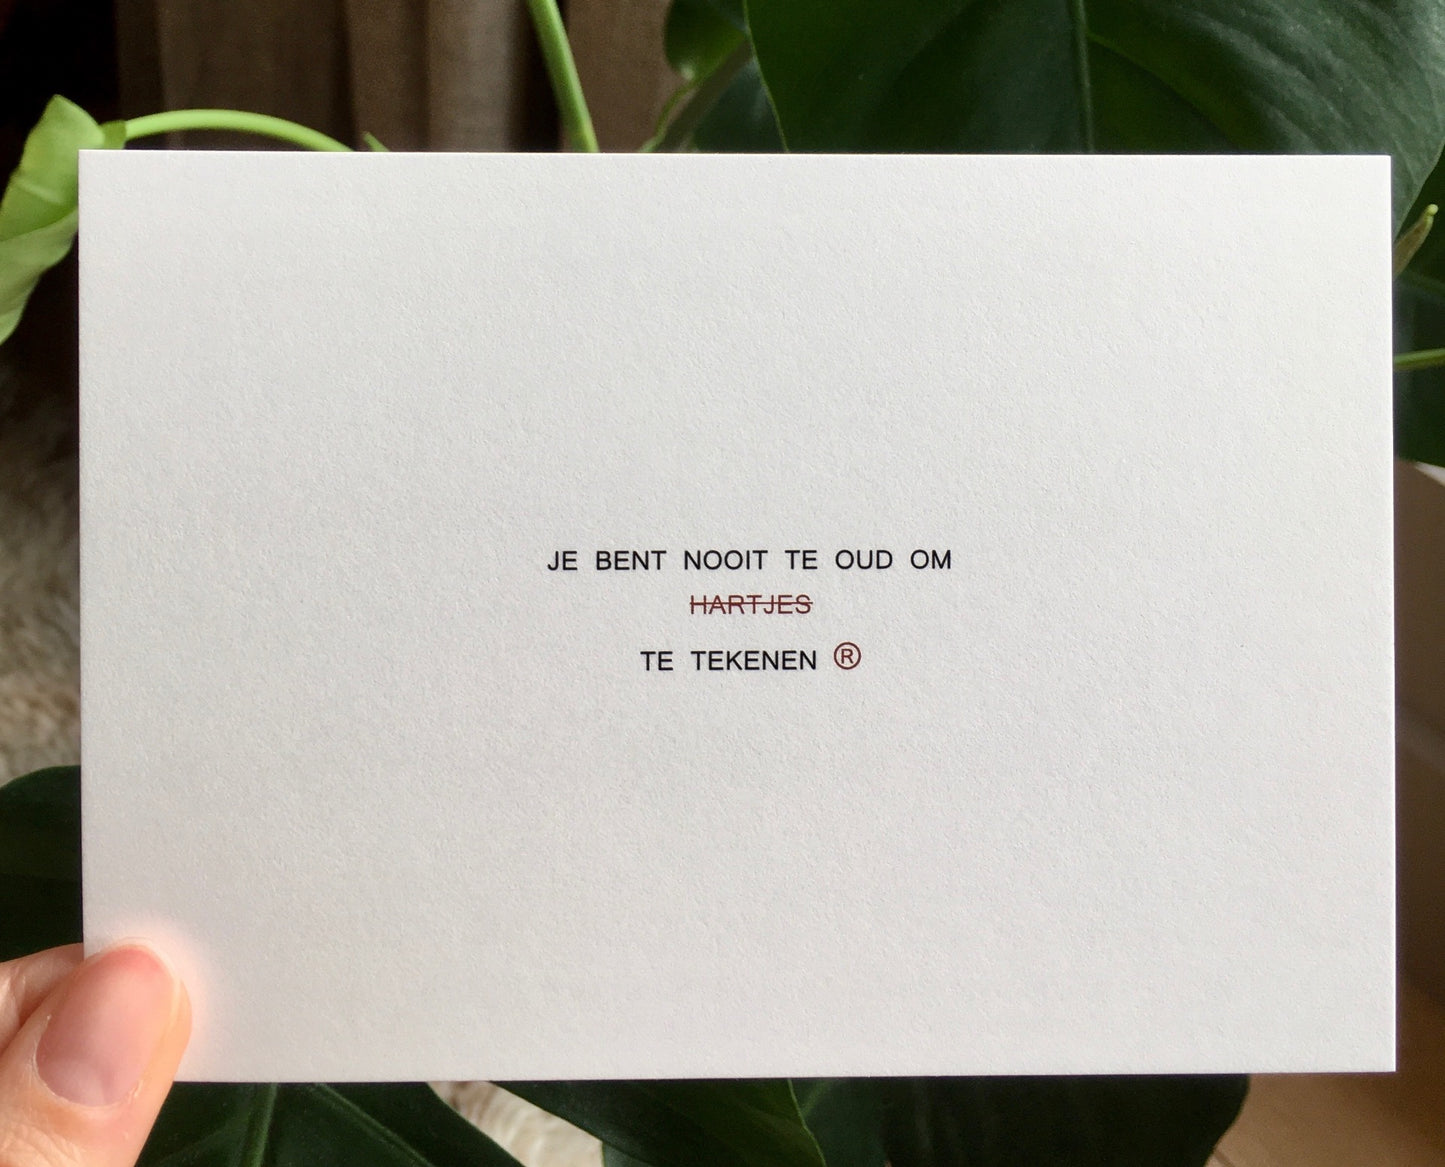 JE BENT NOOIT TE OUD OM
HARTJES
TE TEKENEN ®